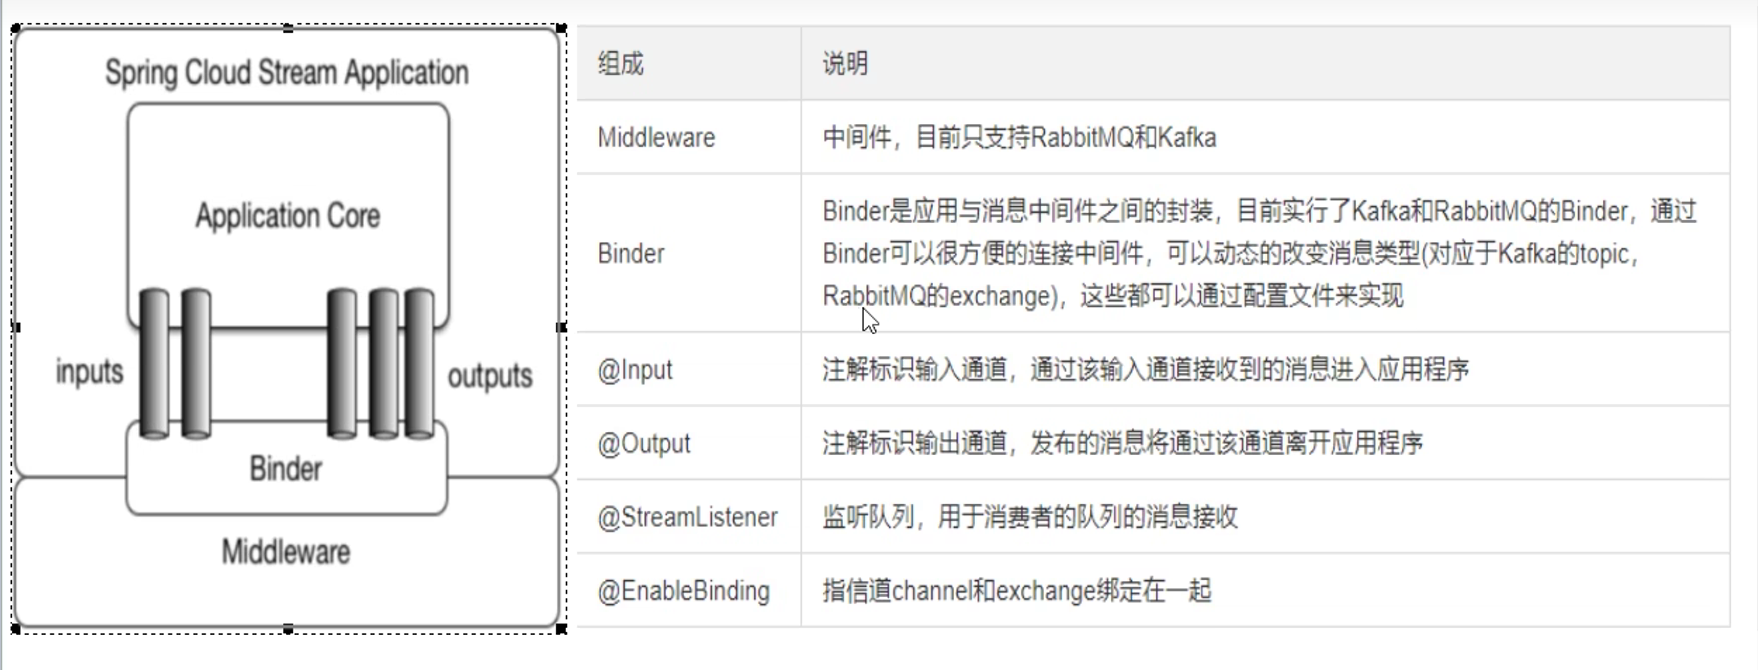 Spring Cloud Stream Application
Application Core
inputs
outputs
Binder
Middleware
组成
说明
Middleware
中间件，目前只支持RabbitMQ和Kafka
Binder
Binder是应用与消息中间件之间的封装，目前实行了Kafka和RabbitMQ的Binder，通过
Binder可以很方便的连接中间件，可以动态的改变消息类型(对应于Kafka的topic，
RabbitMQ的exchange)，这些都可以通过配置文件来实现
@Input
注解标识输入通道，通过该输入通道接收到的消息进入应用程序
@Output
注解标识输出通道，发布的消息将通过该通道离开应用程序
@StreamListener
监听队列，用于消费者的队列的消息接收
@EnableBinding
指信道channel和exchange绑定在一起